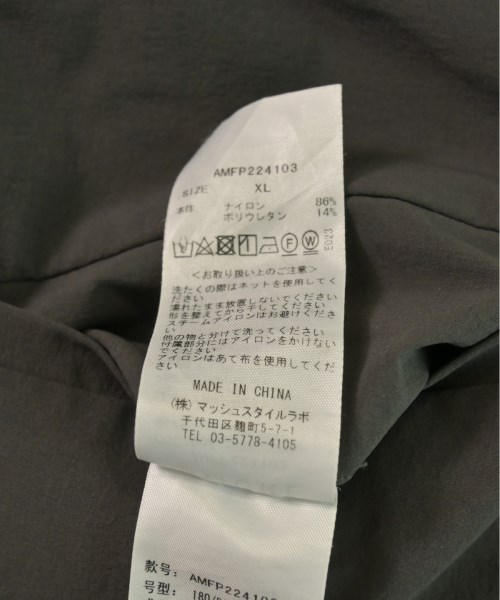 AMFP224103
SIZE XL
本体 ナイロン 86%
ポリウレタン 14%
E023
<お取り扱い上のご注意>
洗たくの際はネットを使用してく
ださい
濡れたまま放置しないでください
形を整えてから干してください
スチームアイロンはお避けくださ
い
他の物と分けて洗ってください
付属部分にはアイロンをかけない
でください
アイロンはあて布を使用してくだ
さい
MADE IN CHINA
(株) マッシュスタイルラボ
千代田区麹町5-7-1
TEL 03-5778-4105
款号: AMFP224103
号型: 180/